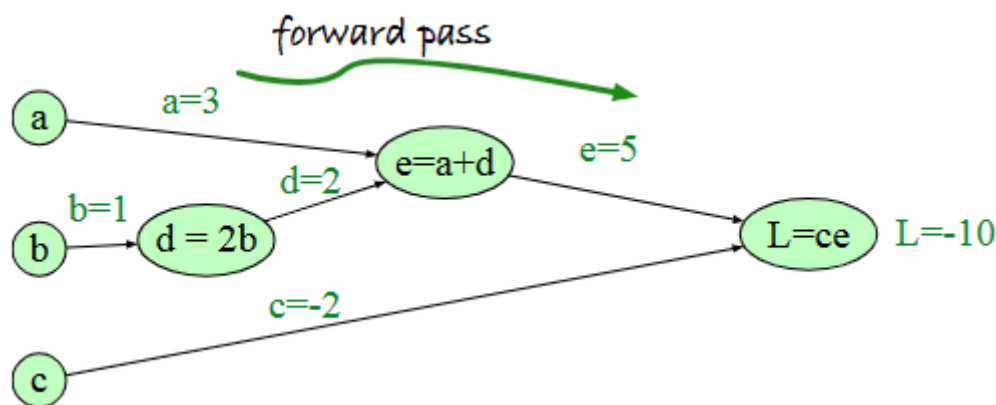 forward pass
a
a=3
e=a+d
e=5
d=2
b=1
b
d = 2b
L=ce
L=-10
c=-2
c